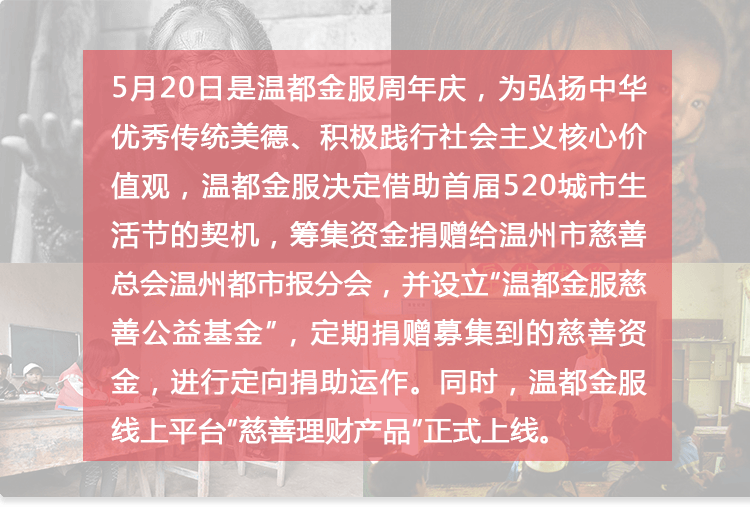 5月20日是温都金服周年庆，为弘扬中华
优秀传统美德、积极践行社会主义核心价
值观，温都金服决定借助首届520城市生
活节的契机，筹集资金捐赠给温州市慈善
总会温州都市报分会，并设立“温都金服慈
善公益基金”，定期捐赠募集到的慈善资
金，进行定向捐助运作。同时，温都金服
线上平台“慈善理财产品”正式上线。